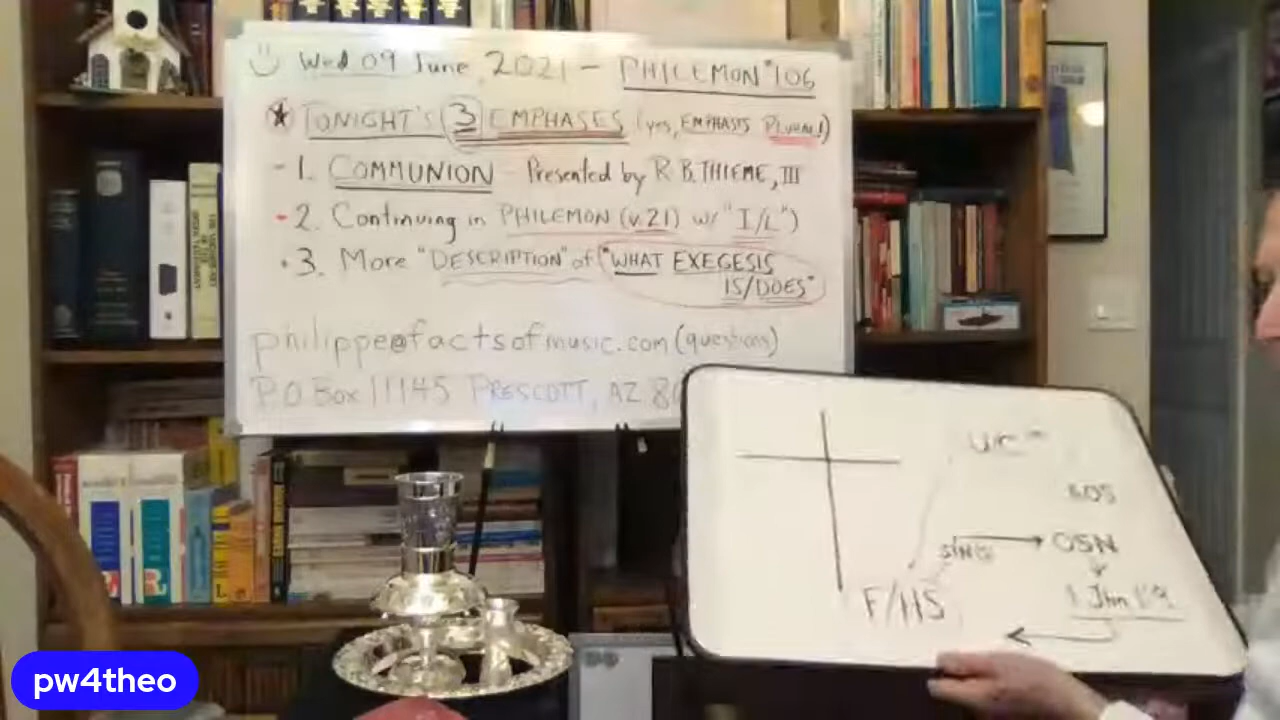 Wed 09 June, 2021 - PHILEMON #106
TONIGHT'S 3 EMPHASES (yes, EMPHASIS PLURAL!)
- 1. COMMUNION - Presented by R.B. THIEME, III
- 2. Continuing in PHILEMON (v.21) w/ "I/L")
• 3. More "DESCRIPTION" of "WHAT EXEGESIS
IS/DOES"
philippe@factsofmusic.com (questions)
P.O. Box 11145 PRESCOTT, AZ 86
SINS
OSN
F/HS
1 Jhn 1:9
pw4theo